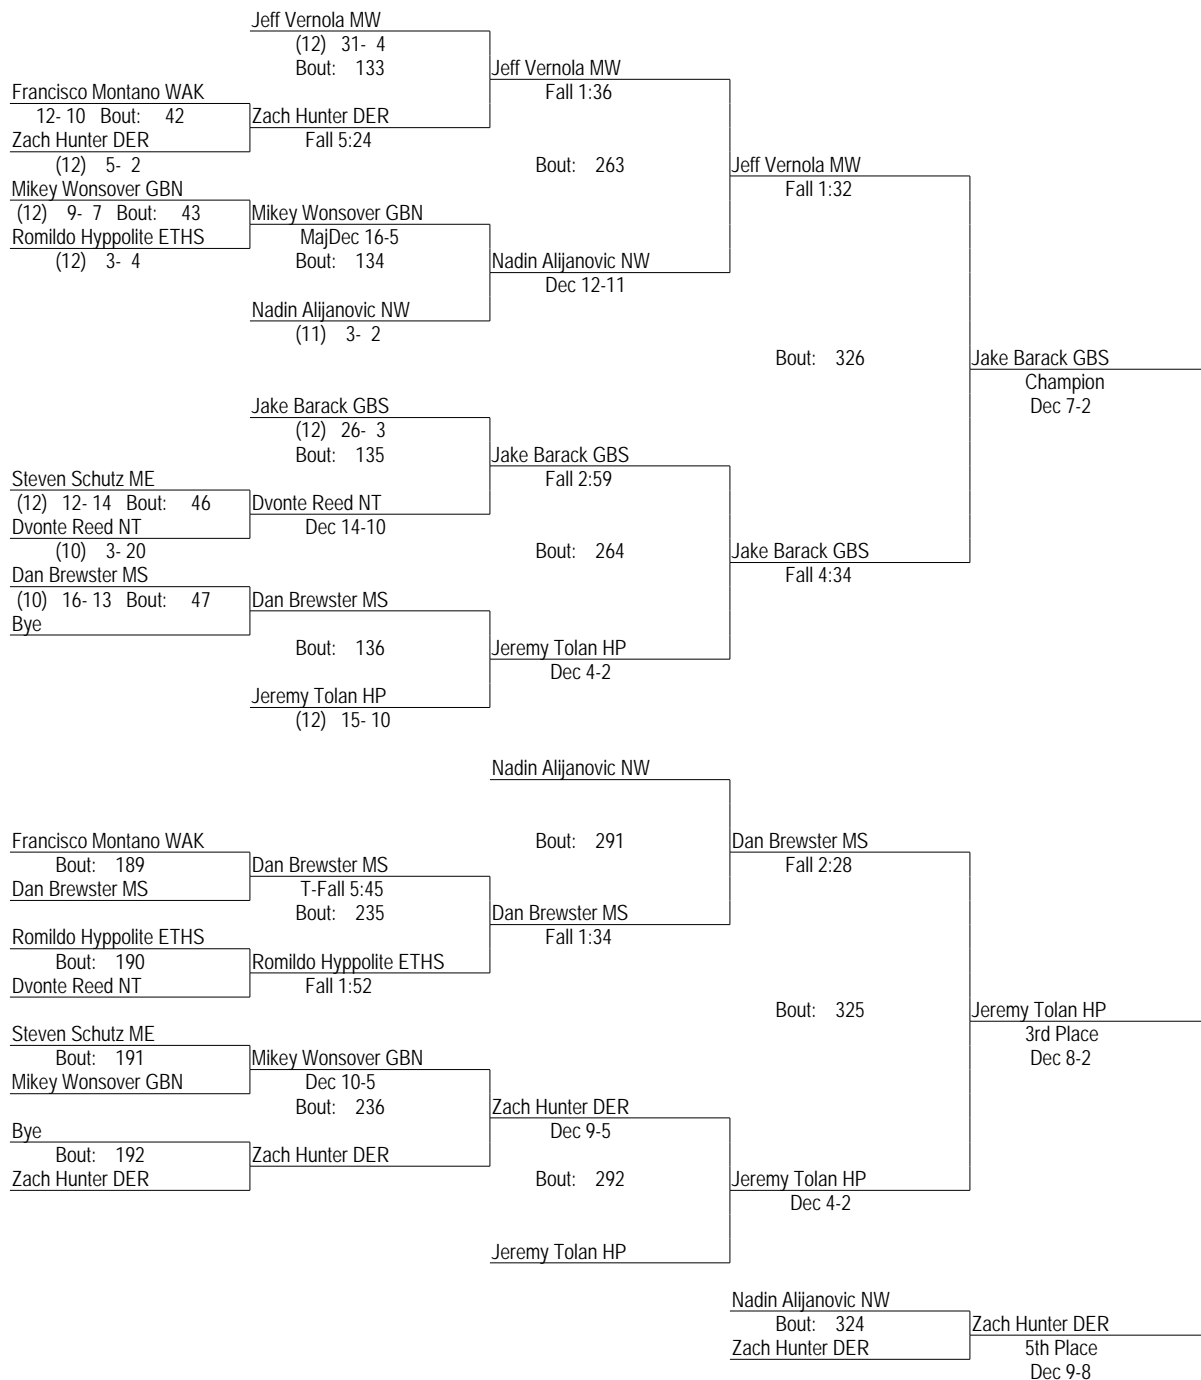 Jeff Vernola MW
(12) 31- 4
Bout: 133
Jeff Vernola MW
Fall 1:36
Francisco Montano WAK
12- 10 Bout: 42
Zach Hunter DER
Fall 5:24
Zach Hunter DER
(12) 5- 2
Bout: 263
Jeff Vernola MW
Fall 1:32
Mikey Wonsover GBN
(12) 9- 7 Bout: 43
Mikey Wonsover GBN
MajDec 16-5
Romildo Hyppolite ETHS
(12) 3- 4
Bout: 134
Nadin Alijanovic NW
Dec 12-11
Nadin Alijanovic NW
(11) 3- 2
Bout: 326
Jake Barack GBS
Champion
Dec 7-2
Jake Barack GBS
(12) 26- 3
Bout: 135
Jake Barack GBS
Fall 2:59
Steven Schutz ME
(12) 12- 14 Bout: 46
Dvonte Reed NT
Dec 14-10
Dvonte Reed NT
(10) 3- 20
Bout: 264
Jake Barack GBS
Fall 4:34
Dan Brewster MS
(10) 16- 13 Bout: 47
Dan Brewster MS
Bye
Bout: 136
Jeremy Tolan HP
Dec 4-2
Jeremy Tolan HP
(12) 15- 10
Nadin Alijanovic NW
Bout: 291
Dan Brewster MS
Fall 2:28
Francisco Montano WAK
Bout: 189
Dan Brewster MS
Dan Brewster MS
T-Fall 5:45
Bout: 235
Dan Brewster MS
Fall 1:34
Romildo Hyppolite ETHS
Bout: 190
Dvonte Reed NT
Romildo Hyppolite ETHS
Fall 1:52
Bout: 325
Jeremy Tolan HP
3rd Place
Dec 8-2
Steven Schutz ME
Bout: 191
Mikey Wonsover GBN
Mikey Wonsover GBN
Dec 10-5
Bout: 236
Zach Hunter DER
Dec 9-5
Bye
Bout: 192
Zach Hunter DER
Zach Hunter DER
Bout: 292
Jeremy Tolan HP
Dec 4-2
Jeremy Tolan HP
Nadin Alijanovic NW
Bout: 324
Zach Hunter DER
Zach Hunter DER
5th Place
Dec 9-8